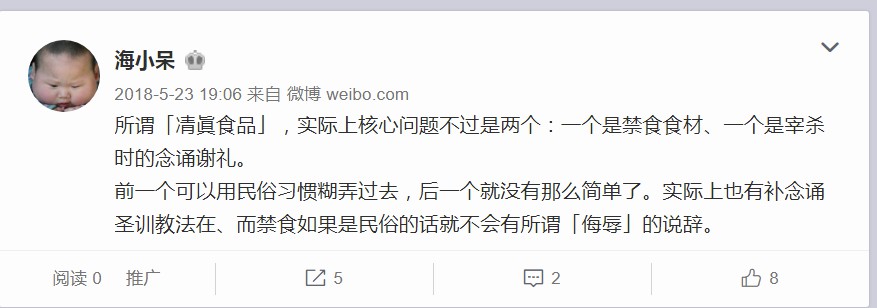 海小呆
2018-5-23 19:06 来自 微博 weibo.com
所谓「凊眞食品」，实际上核心问题不过是两个：一个是禁食食材、一个是宰杀
时的念诵谢礼。
前一个可以用民俗习惯糊弄过去，后一个就没有那么简单了。实际上也有补念诵
圣训教法在、而禁食如果是民俗的话就不会有所谓「侮辱」的说辞。
阅读 0 推广 5 2 8